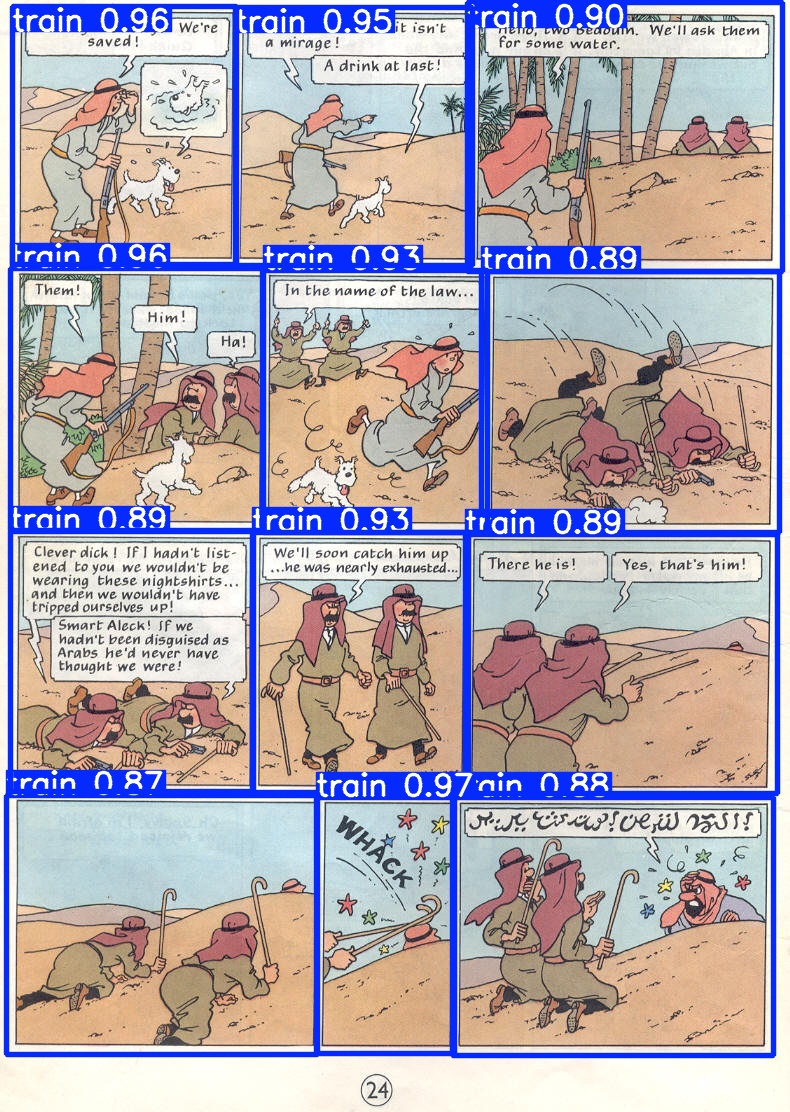 train 0.96
We're
saved!
train 0.95
it isn't
a mirage!
A drink at last!
train 0.90
Hello, two Bedouin. We'll ask them
for some water.
train 0.96
Them!
Him!
Ha!
train 0.93
In the name of the law...
train 0.89
train 0.89
Clever dick! If I hadn't list-
ened to you we wouldn't be
wearing these nightshirts...
and then we wouldn't have
tripped ourselves up!
Smart Aleck! If we
hadn't been disguised as
Arabs he'd never have
thought we were!
train 0.93
We'll soon catch him up
...he was nearly exhausted...
train 0.89
There he is!
Yes, that's him!
train 0.87
train 0.97
WHACK
train 0.88
24